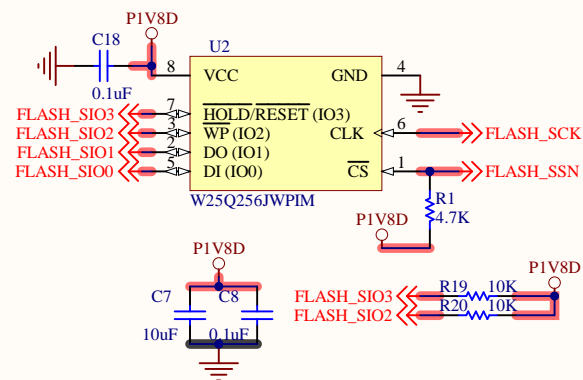 P1V8D
C18
0.1uF
U2
8
VCC
GND
4
FLASH_SIO3
7
HOLD/RESET (IO3)
FLASH_SIO2
3
WP (IO2)
CLK
6
FLASH_SCK
FLASH_SIO1
2
DO (IO1)
FLASH_SIO0
5
DI (IO0)
CS
1
FLASH_SSN
W25Q256JWPIM
R1
4.7K
P1V8D
P1V8D
C7
C8
10uF
0.1uF
P1V8D
FLASH_SIO3
R19
10K
FLASH_SIO2
R20
10K